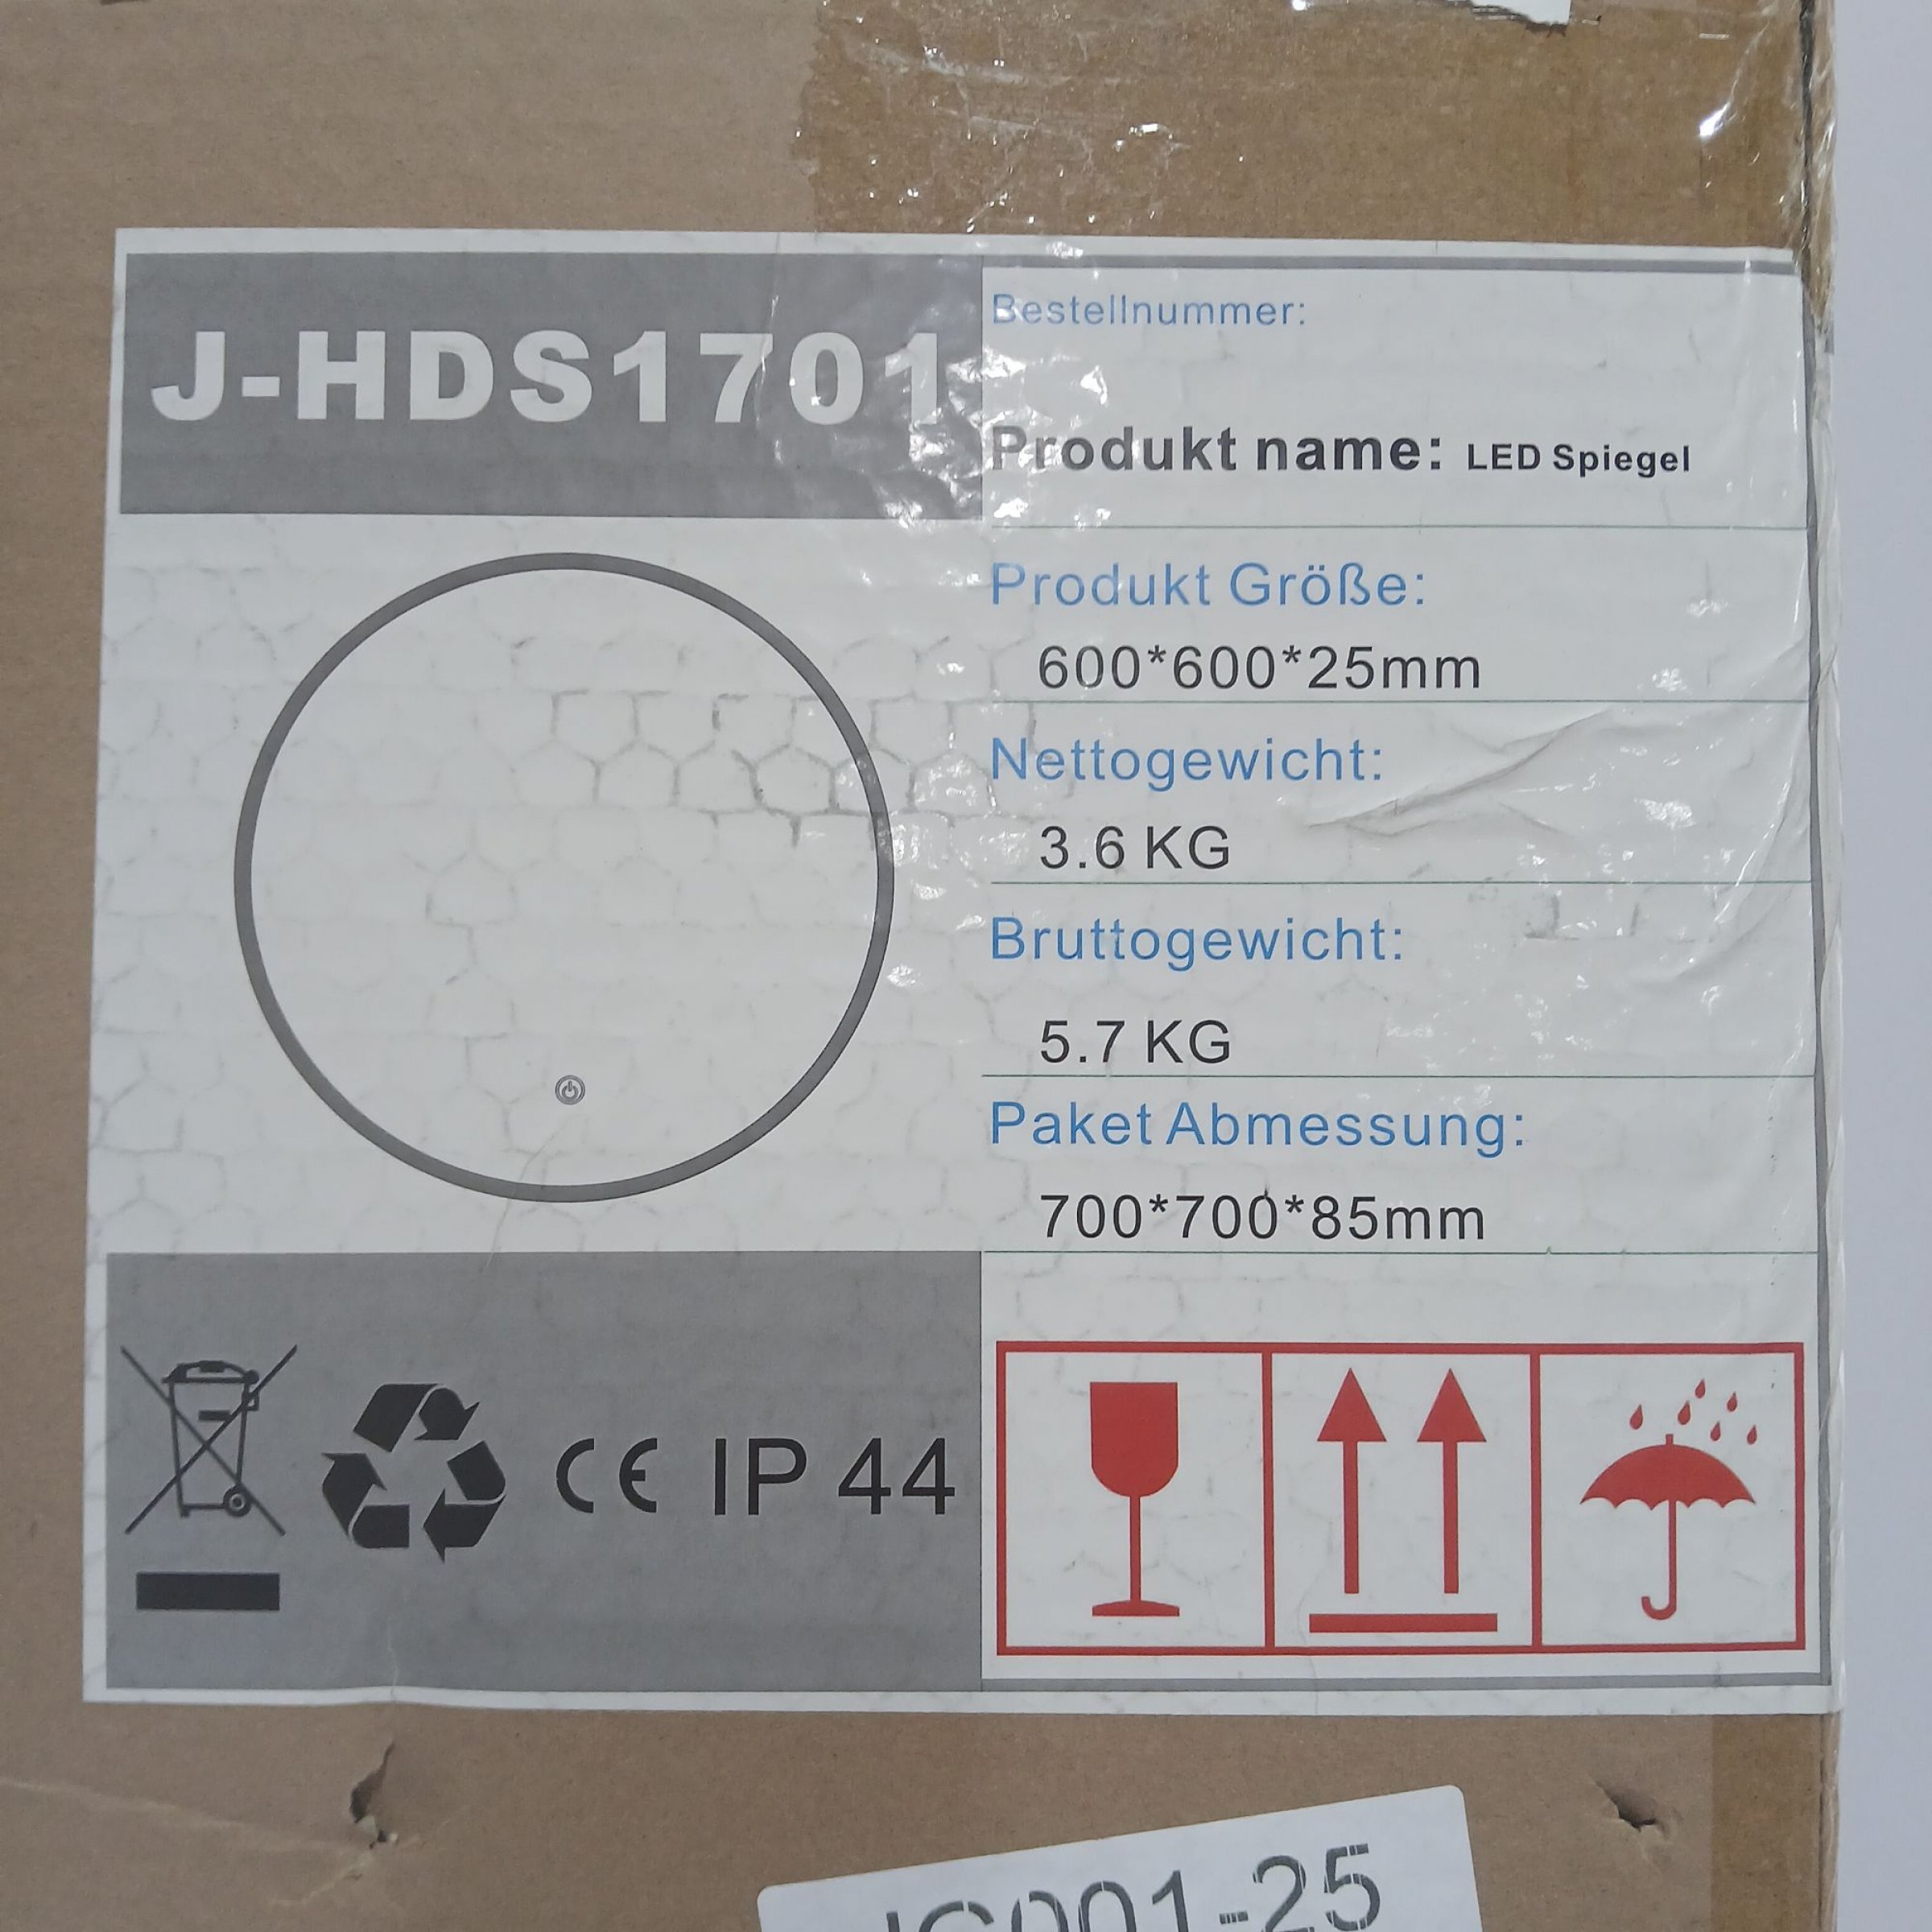 J-HDS1701
Bestellnummer:
Produkt name: LED Spiegel
Produkt Größe:
600*600*25mm
Nettogewicht:
3.6 KG
Bruttogewicht:
5.7 KG
Paket Abmessung:
700*700*85mm
CE IP 44